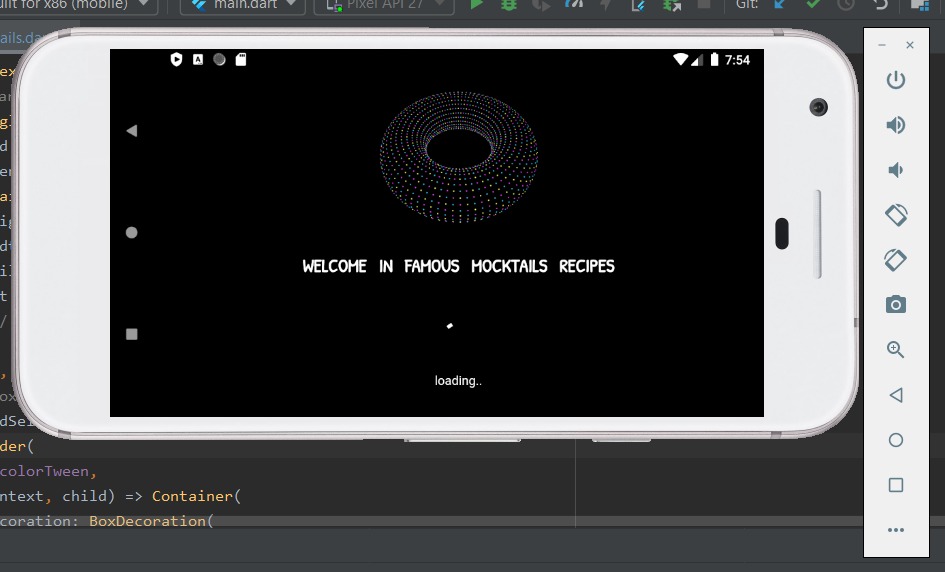 uilt for x86 (mobile) main.dart Pixel API 27 Git:
ails.da
7:54
WELCOME IN FAMOUS MOCKTAILS RECIPES
loading..
der(
colorTween,
ntext, child) => Container(
coration: BoxDecoration(